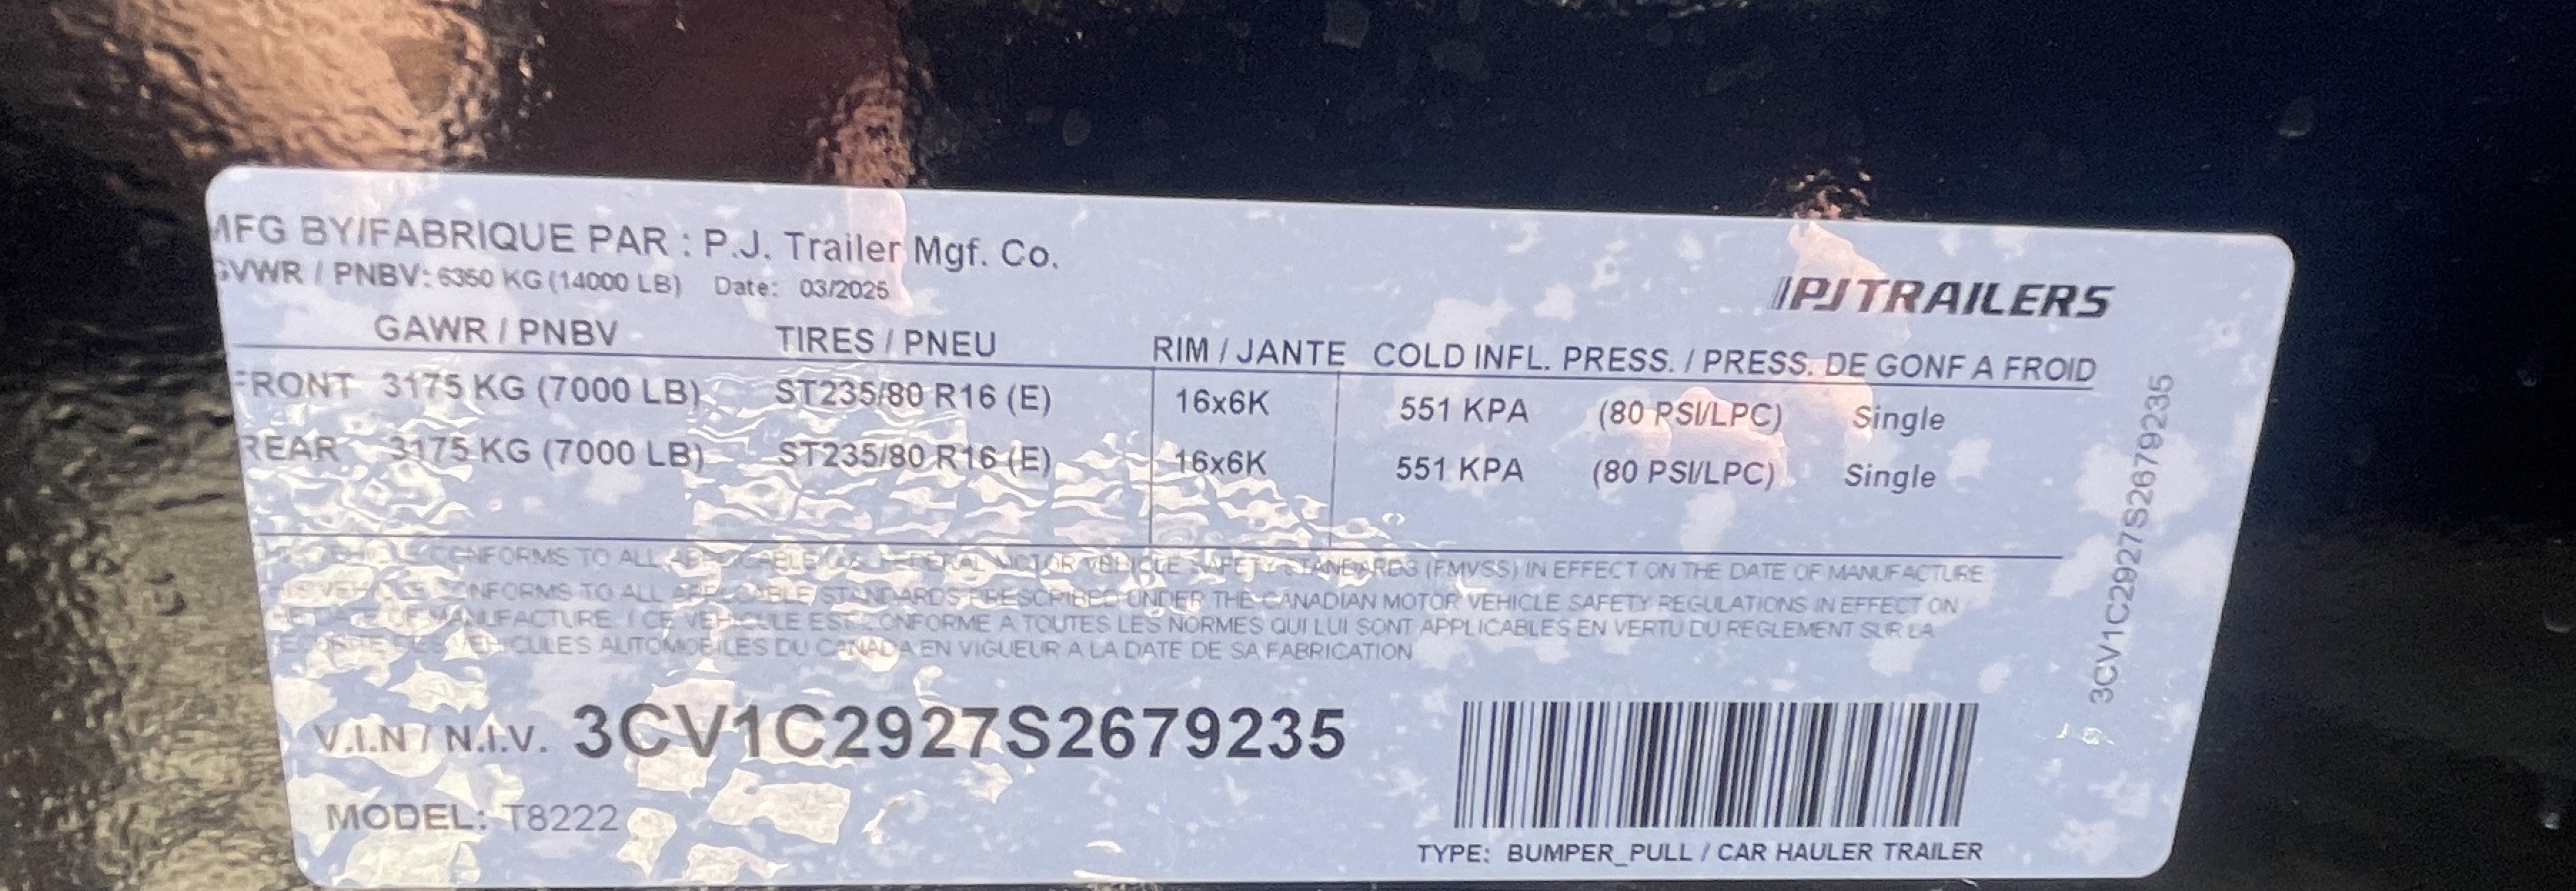 MFG BY/FABRIQUE PAR : P.J. Trailer Mgf. Co.
GVWR / PNBV: 6350 KG (14000 LB) Date: 03/2025
PJ TRAILERS
GAWR / PNBV TIRES / PNEU RIM / JANTE COLD INFL. PRESS. / PRESS. DE GONF A FROID
FRONT 3175 KG (7000 LB) ST235/80 R16 (E) 16x6K 551 KPA (80 PSI/LPC) Single
REAR 3175 KG (7000 LB) ST235/80 R16 (E) 16x6K 551 KPA (80 PSI/LPC) Single
VEHICLE CONFORMS TO ALL APPLICABLE FEDERAL MOTOR VEHICLE SAFETY STANDARDS (FMVSS) IN EFFECT ON THE DATE OF MANUFACTURE
VEHICLE CONFORMS TO ALL APPLICABLE STANDARDS PRESCRIBED UNDER THE CANADIAN MOTOR VEHICLE SAFETY REGULATIONS IN EFFECT ON
THE DATE OF MANUFACTURE. / CE VEHICULE EST CONFORME A TOUTES LES NORMES QUI LUI SONT APPLICABLES EN VERTU DU REGLEMENT SUR LA
DES VEHICULES AUTOMOBILES DU CANADA EN VIGUEUR A LA DATE DE SA FABRICATION
V.I.N / N.I.V. 3CV1C2927S2679235
MODEL: T8222
TYPE: BUMPER_PULL / CAR HAULER TRAILER
3CV1C2927S2679235